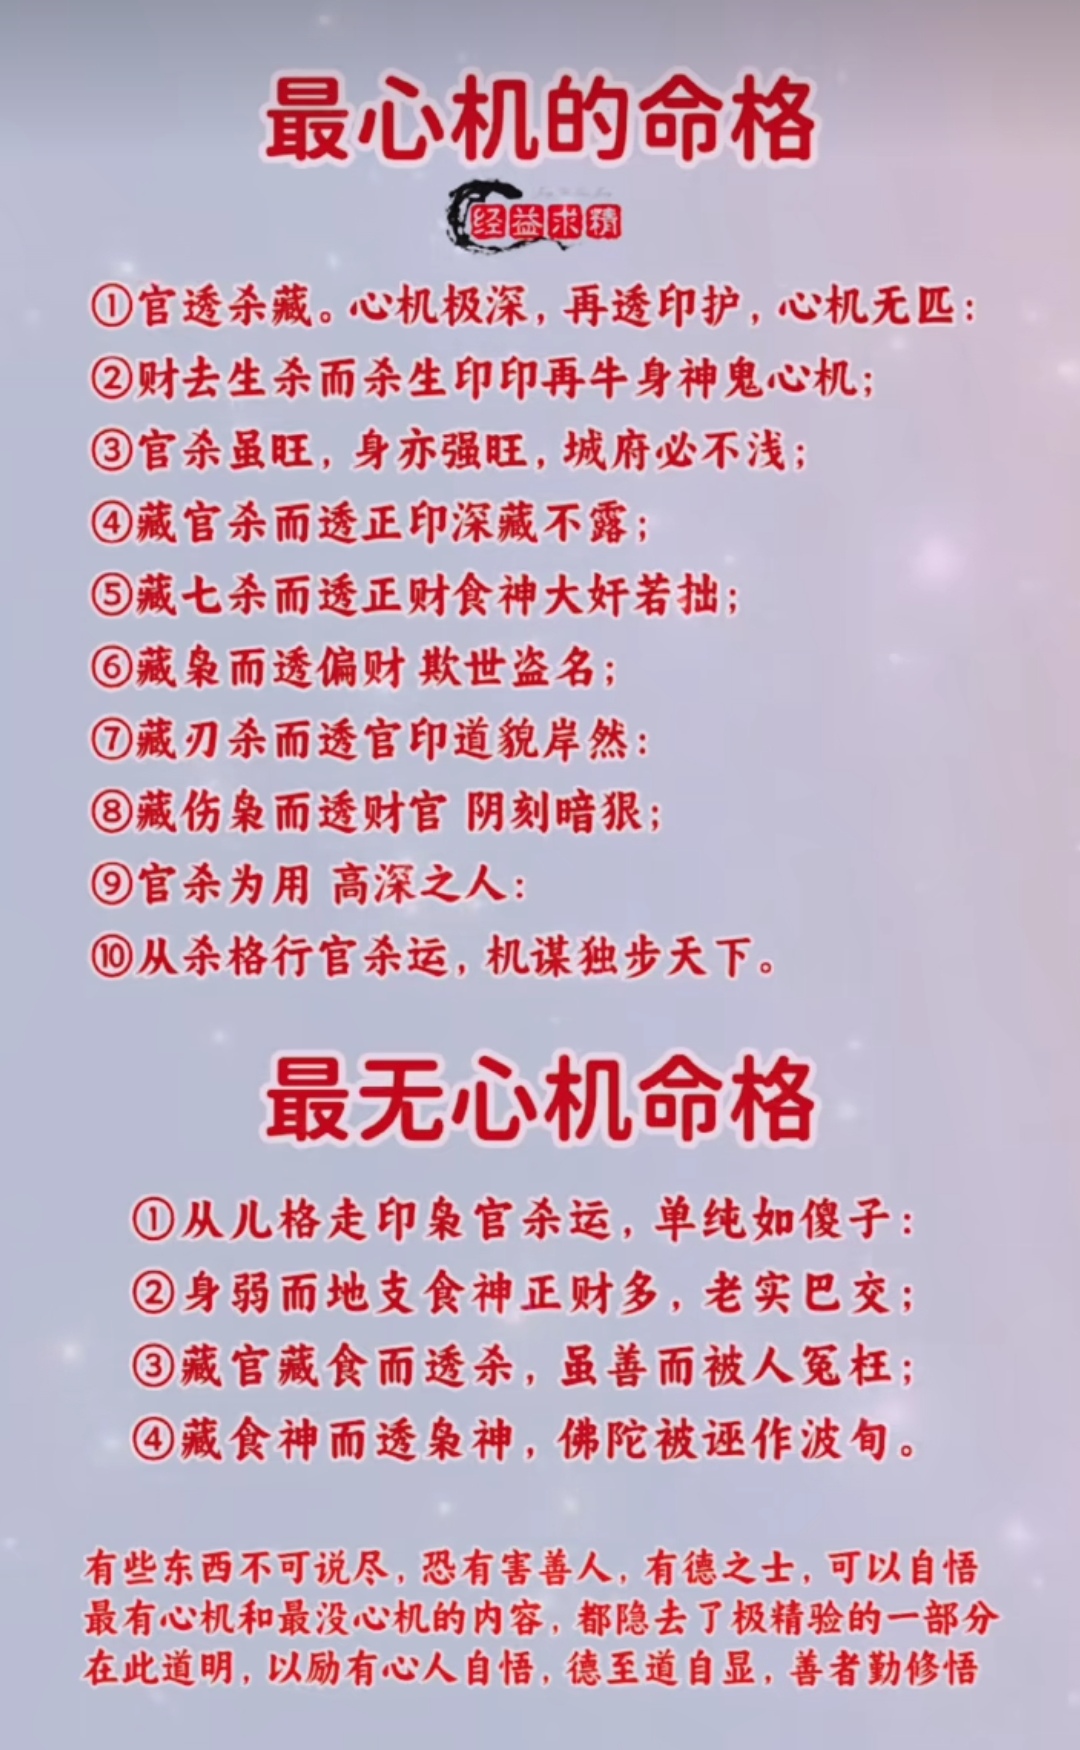 最心机的命格
经益求精
①官透杀藏。心机极深，再透印护，心机无匹：
②财去生杀而杀生印印再牛身神鬼心机；
③官杀虽旺，身亦强旺，城府必不浅；
④藏官杀而透正印深藏不露；
⑤藏七杀而透正财食神大奸若拙；
⑥藏枭而透偏财 欺世盗名；
⑦藏刃杀而透官印道貌岸然：
⑧藏伤枭而透财官 阴刻暗狠；
⑨官杀为用 高深之人：
⑩从杀格行官杀运，机谋独步天下。
最无心机命格
①从儿格走印枭官杀运，单纯如傻子：
②身弱而地支食神正财多，老实巴交；
③藏官藏食而透杀，虽善而被人冤枉；
④藏食神而透枭神，佛陀被诬作波旬。
有些东西不可说尽，恐有害善人，有德之士，可以自悟
最有心机和最没心机的内容，都隐去了极精验的一部分
在此道明，以励有心人自悟，德至道自显，善者勤修悟